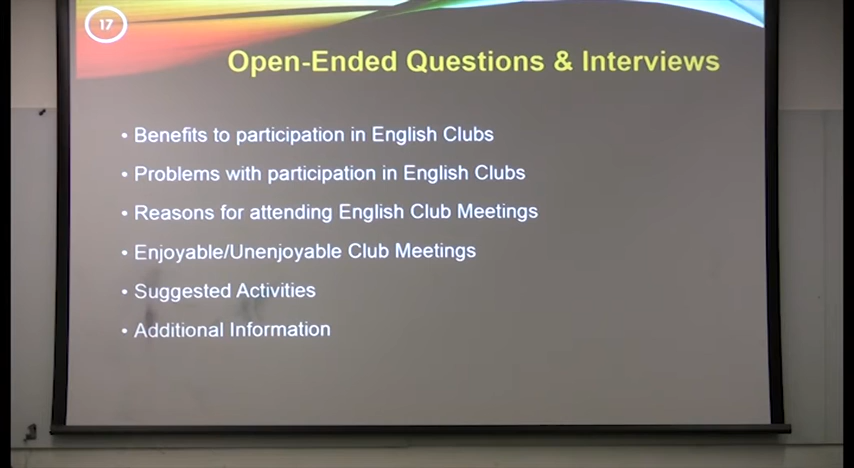 17
Open-Ended Questions & Interviews
• Benefits to participation in English Clubs
• Problems with participation in English Clubs
• Reasons for attending English Club Meetings
• Enjoyable/Unenjoyable Club Meetings
• Suggested Activities
• Additional Information